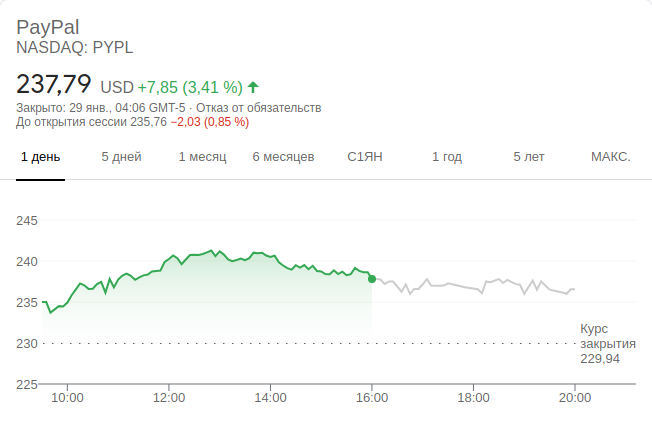 PayPal
NASDAQ: PYPL
237,79 USD +7,85 (3,41 %)
Закрыто: 29 янв., 04:06 GMT-5 · Отказ от обязательств
До открытия сессии 235,76 −2,03 (0,85 %)
1 день 5 дней 1 месяц 6 месяцев С1ЯН 1 год 5 лет МАКС.
245
240
235
230
225
Курс
закрытия
229,94
10:00 12:00 14:00 16:00 18:00 20:00